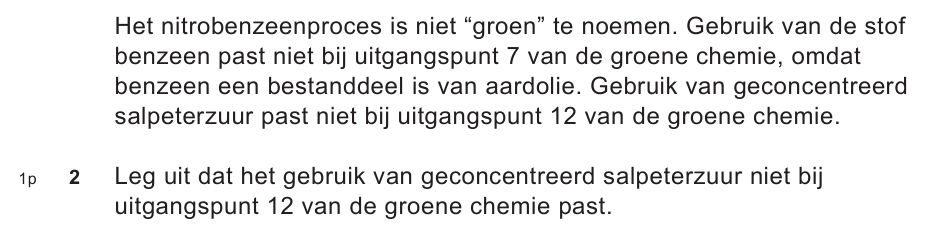 Het nitrobenzeenproces is niet “groen” te noemen. Gebruik van de stof
benzeen past niet bij uitgangspunt 7 van de groene chemie, omdat
benzeen een bestanddeel is van aardolie. Gebruik van geconcentreerd
salpeterzuur past niet bij uitgangspunt 12 van de groene chemie.
1p 2 Leg uit dat het gebruik van geconcentreerd salpeterzuur niet bij
uitgangspunt 12 van de groene chemie past.